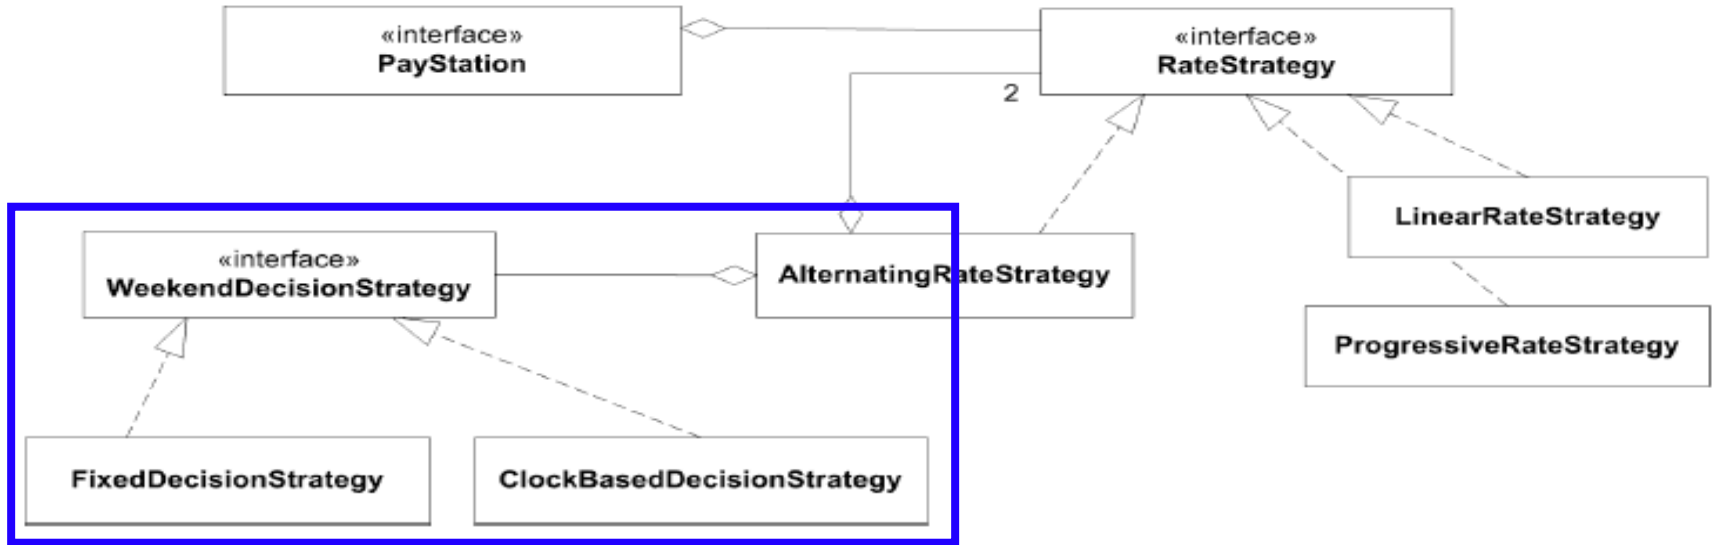 «interface»
PayStation
«interface»
RateStrategy
2
LinearRateStrategy
«interface»
WeekendDecisionStrategy
AlternatingRateStrategy
ProgressiveRateStrategy
FixedDecisionStrategy
ClockBasedDecisionStrategy